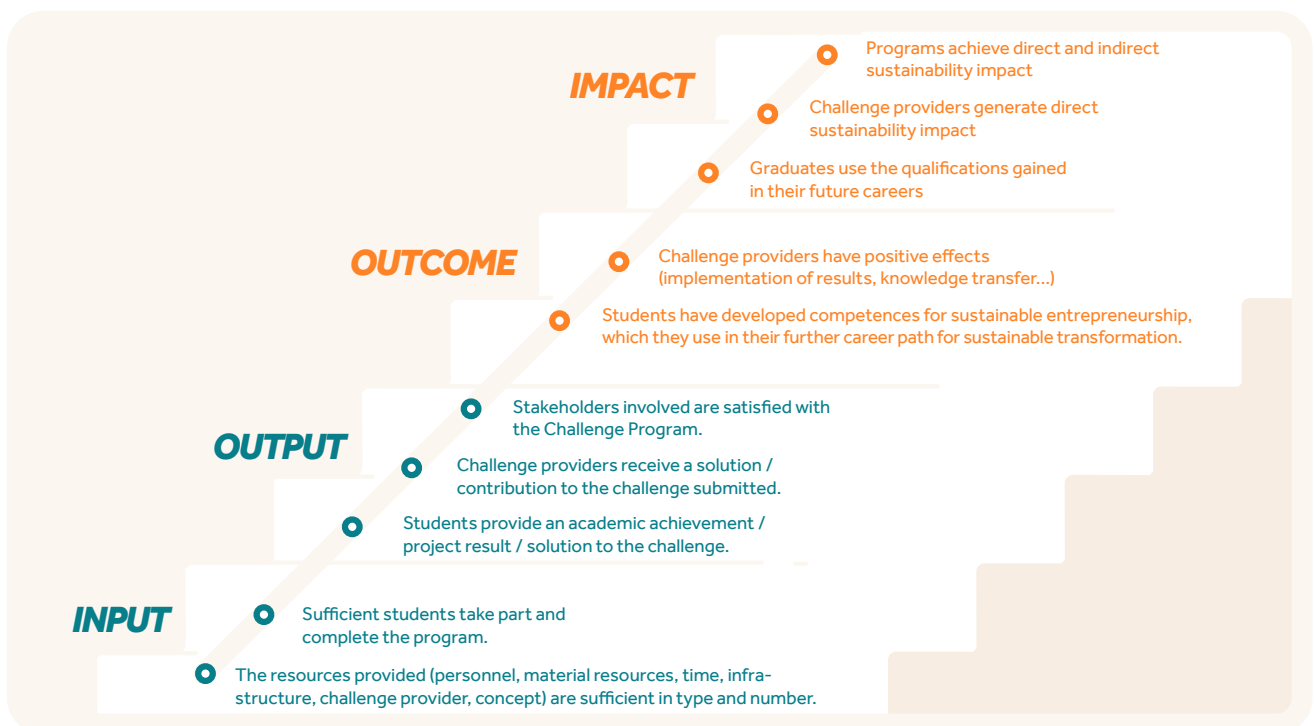 IMPACT
Programs achieve direct and indirect
sustainability impact
Challenge providers generate direct
sustainability impact
Graduates use the qualifications gained
in their future careers
OUTCOME
Challenge providers have positive effects
(implementation of results, knowledge transfer...)
Students have developed competences for sustainable entrepreneurship,
which they use in their further career path for sustainable transformation.
OUTPUT
Stakeholders involved are satisfied with
the Challenge Program.
Challenge providers receive a solution /
contribution to the challenge submitted.
Students provide an academic achievement /
project result / solution to the challenge.
INPUT
Sufficient students take part and
complete the program.
The resources provided (personnel, material resources, time, infra-
structure, challenge provider, concept) are sufficient in type and number.